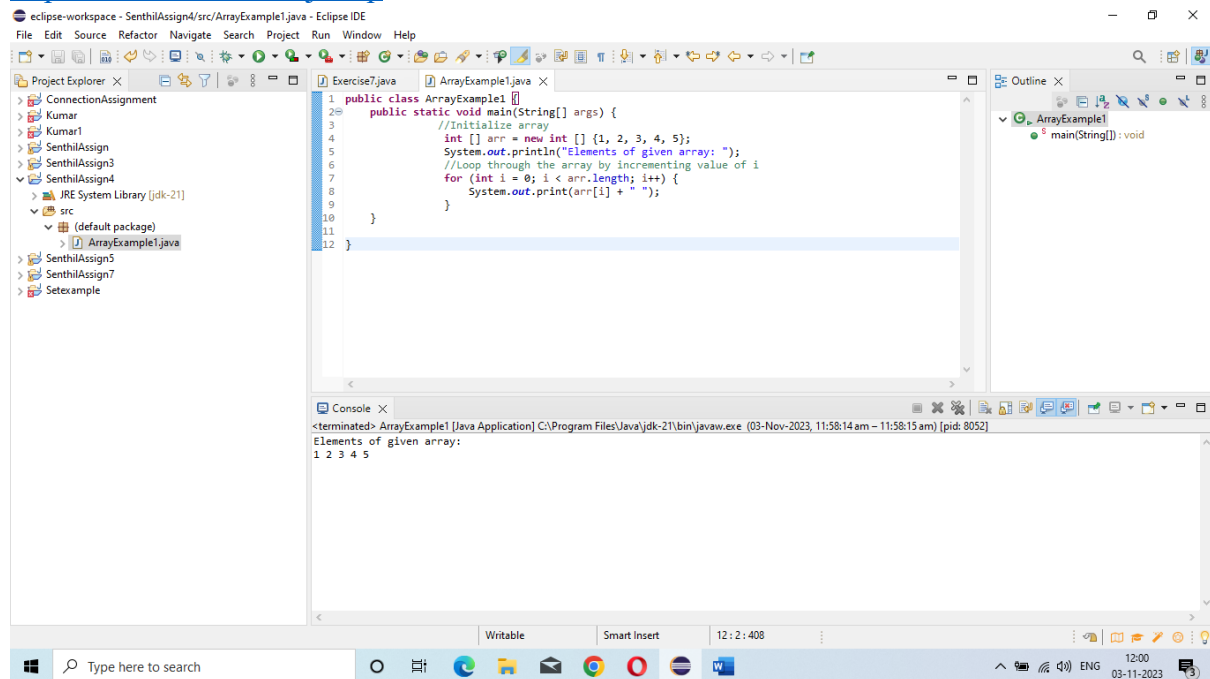 eclipse-workspace - SenthilAssign4/src/ArrayExample1.java - Eclipse IDE
File Edit Source Refactor Navigate Search Project Run Window Help
Project Explorer
ConnectionAssignment
Kumar
Kumar1
SenthilAssign
SenthilAssign3
SenthilAssign4
JRE System Library [jdk-21]
src
(default package)
ArrayExample1.java
SenthilAssign5
SenthilAssign7
Setexample
Exercise7.java ArrayExample1.java
1 public class ArrayExample1 {
2 public static void main(String[] args) {
3 //Initialize array
4 int [] arr = new int [] {1, 2, 3, 4, 5};
5 System.out.println("Elements of given array: ");
6 //Loop through the array by incrementing value of i
7 for (int i = 0; i < arr.length; i++) {
8 System.out.print(arr[i] + " ");
9 }
10 }
11
12 }
Outline
ArrayExample1
main(String[]) : void
Console
<terminated> ArrayExample1 [Java Application] C:\Program Files\Java\jdk-21\bin\javaw.exe (03-Nov-2023, 11:58:14 am – 11:58:15 am) [pid: 8052]
Elements of given array:
1 2 3 4 5
Writable Smart Insert 12 : 2 : 408
Type here to search
ENG
12:00
03-11-2023
3